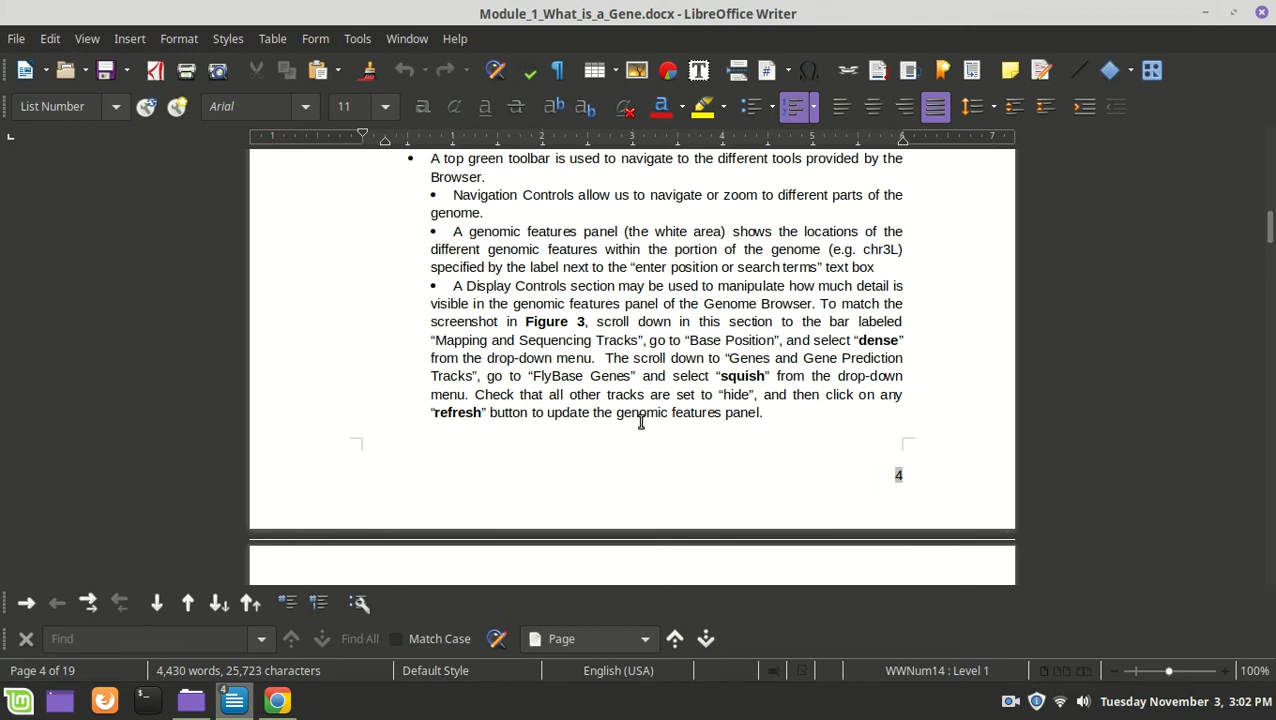 Module_1_What_is_a_Gene.docx - LibreOffice Writer
File Edit View Insert Format Styles Table Form Tools Window Help
List Number Arial 11
1 1 2 3 4 5 6 7
• A top green toolbar is used to navigate to the different tools provided by the
Browser.
• Navigation Controls allow us to navigate or zoom to different parts of the
genome.
• A genomic features panel (the white area) shows the locations of the
different genomic features within the portion of the genome (e.g. chr3L)
specified by the label next to the “enter position or search terms” text box
• A Display Controls section may be used to manipulate how much detail is
visible in the genomic features panel of the Genome Browser. To match the
screenshot in Figure 3, scroll down in this section to the bar labeled
“Mapping and Sequencing Tracks”, go to “Base Position”, and select “dense”
from the drop-down menu. The scroll down to “Genes and Gene Prediction
Tracks”, go to “FlyBase Genes” and select “squish” from the drop-down
menu. Check that all other tracks are set to “hide”, and then click on any
“refresh” button to update the genomic features panel.
4
Find Find All Match Case Page
Page 4 of 19 4,430 words, 25,723 characters Default Style English (USA) WWNum14 : Level 1 100%
4 Tuesday November 3, 3:02 PM